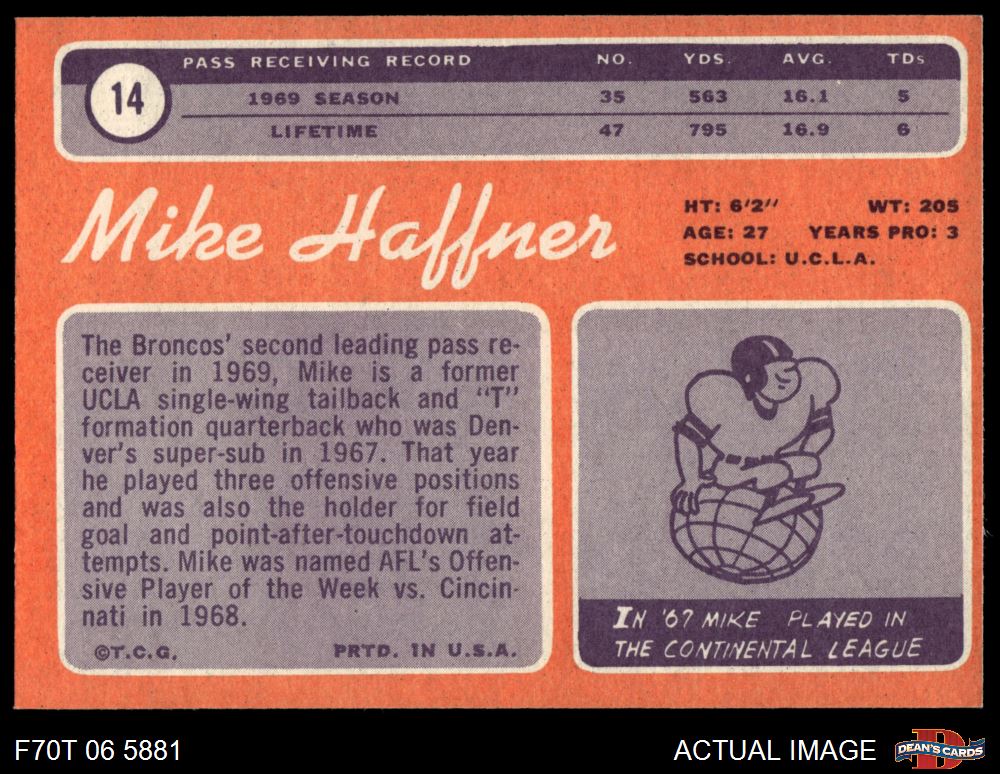 PASS RECEIVING RECORD NO. YDS. AVG. TDs
14
1969 SEASON 35 563 16.1 5
LIFETIME 47 795 16.9 6
Mike Haffner
HT: 6'2" WT: 205
AGE: 27 YEARS PRO: 3
SCHOOL: U.C.L.A.
The Broncos' second leading pass re-
ceiver in 1969, Mike is a former
UCLA single-wing tailback and "T"
formation quarterback who was Den-
ver's super-sub in 1967. That year
he played three offensive positions
and was also the holder for field
goal and point-after-touchdown at-
tempts. Mike was named AFL's Offen-
sive Player of the Week vs. Cincin-
nati in 1968.
©T.C.G. PRTD. IN U.S.A.
IN '67 MIKE PLAYED IN
THE CONTINENTAL LEAGUE
F70T 06 5881
ACTUAL IMAGE
D
DEAN'S CARDS